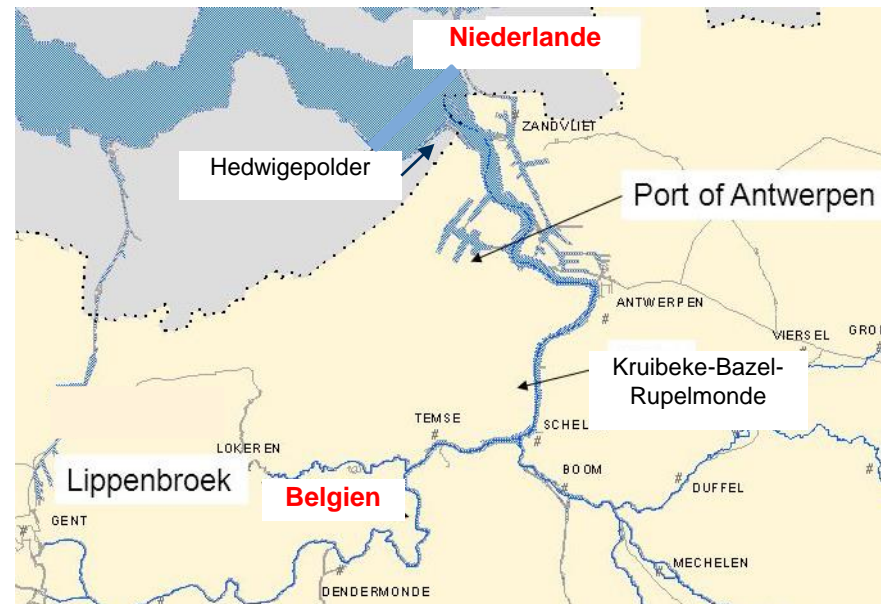 Niederlande
ZANDVLIET
Hedwigepolder
Port of Antwerpen
ANTWERPEN
VIERSEL
GRO
Kruibeke-Bazel-
Rupelmonde
TEMSE
SCHEL
LOKEREN
BOOM
Lippenbroek
DUFFEL
Belgien
GENT
MECHELEN
DENDERMONDE